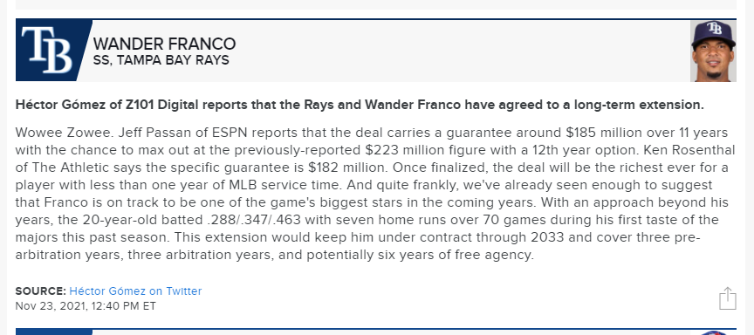 TB
WANDER FRANCO
SS, TAMPA BAY RAYS
TB
Héctor Gómez of Z101 Digital reports that the Rays and Wander Franco have agreed to a long-term extension.
Wowee Zowee. Jeff Passan of ESPN reports that the deal carries a guarantee around $185 million over 11 years
with the chance to max out at the previously-reported $223 million figure with a 12th year option. Ken Rosenthal
of The Athletic says the specific guarantee is $182 million. Once finalized, the deal will be the richest ever for a
player with less than one year of MLB service time. And quite frankly, we've already seen enough to suggest
that Franco is on track to be one of the game's biggest stars in the coming years. With an approach beyond his
years, the 20-year-old batted .288/.347/.463 with seven home runs over 70 games during his first taste of the
majors this past season. This extension would keep him under contract through 2033 and cover three pre-
arbitration years, three arbitration years, and potentially six years of free agency.
SOURCE: Héctor Gómez on Twitter
Nov 23, 2021, 12:40 PM ET